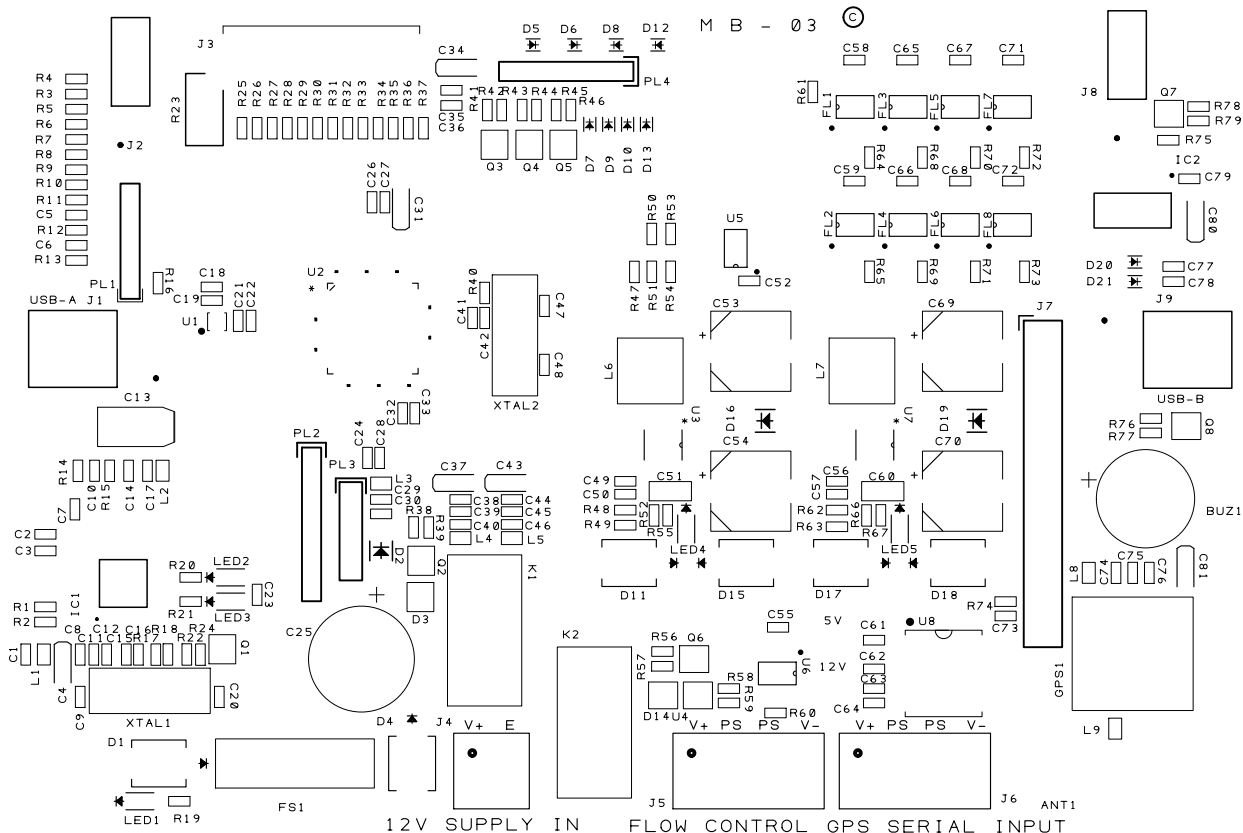 M B - 03 ©
D5 D6 D8 D12
J3
C34
PL4
C58 C65 C67 C71
J8
R4
R3
R5
R6
R7
R8
R9
R10
R11
C5
R12
C6
R13
R23
R25 R26 R27 R28 R29 R30 R31 R32 R33 R34 R35 R36 R37
R41
C35
C36
R42 R43 R44 R45
R46
R61
FL1 FL3 FL5 FL7
Q7
R78
R79
R75
J2
Q3 Q4 Q5
D7 D9 D10 D13
R64 R68 R70 R72
IC2
C79
C59 C66 C68 C72
C26 C27
C31
R50 R53
U5
FL2 FL4 FL6 FL8
C80
PL1
R16
C18
C19
C21 C22
U1
U2
*
R40
C41
C42
C47
C48
XTAL2
R47 R51 R54
C52
R65 R69 R71 R73
D20
D21
C77
C78
USB-A J1
C53
C69
J7
J9
USB-B
L6
L7
+
+
C13
C32 C33
U3
*
D16
U7
*
D16
R76
R77
Q8
PL2
PL3
C24 C28
L3
C29
C30
C37 C43
C54
C70
+
+
R14 C10 R15 C14 C17 L2
C7
C2
C3
R38
R39
C38
C39
C40
L4
C44
C45
C46
L5
C49
C50
R48
R49
C51
R52
R55
C56
C57
R62
R63
C60
R66
R67
+
BUZ1
LED4
LED5
D2
Q2
D3
K1
D11 D15 D17 D18
L8 C74 C75 C76 C81
IC1
R20
R21
LED2
LED3
C23
R1
R2
+
C25
K2
C8 C11 C12 C15 C16 R17 R18 R22 R24
Q1
C1 L1 C4 C9
C20
XTAL1
R56
R57
Q6
D14 U4
R58
R59
C55
U6
R60
5V
12V
C61
C62
C63
C64
U8
R74
C73
GPS1
L9
D1
D4
J4
V+ E
V+ PS PS V-
V+ PS PS V-
LED1 R19
FS1
J5
J6
ANT1
12V SUPPLY IN FLOW CONTROL GPS SERIAL INPUT